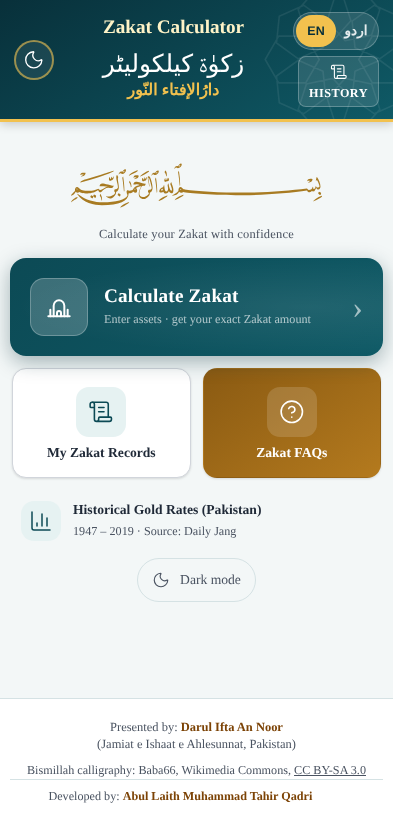 Zakat Calculator
EN
اردو
زکوٰۃ کیلکولیٹر
دارُالإفتاء النّور
HISTORY
بِسْمِ اللهِ الرَّحْمٰنِ الرَّحِيْمِ
Calculate your Zakat with confidence
Calculate Zakat
Enter assets · get your exact Zakat amount
My Zakat Records
Zakat FAQs
Historical Gold Rates (Pakistan)
1947 – 2019 · Source: Daily Jang
Dark mode
Presented by: Darul Ifta An Noor
(Jamiat e Ishaat e Ahlesunnat, Pakistan)
Bismillah calligraphy: Baba66, Wikimedia Commons, CC BY-SA 3.0
Developed by: Abul Laith Muhammad Tahir Qadri